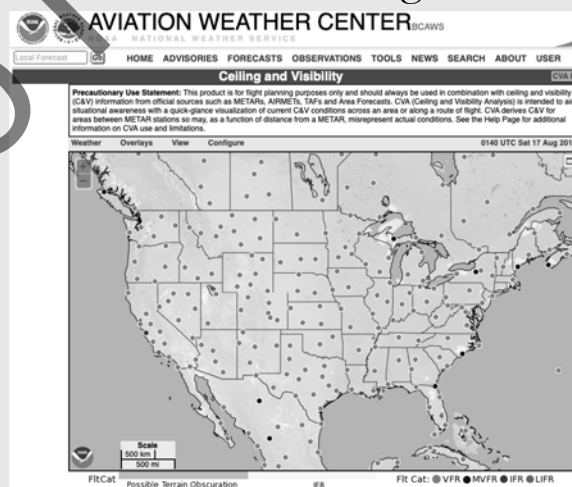 AVIATION WEATHER CENTER
BCAWS
NOAA NATIONAL WEATHER SERVICE
Local Forecast Go HOME ADVISORIES FORECASTS OBSERVATIONS TOOLS NEWS SEARCH ABOUT USER
Ceiling and Visibility
CVA
Precautionary Use Statement: This product is for flight planning purposes only and should always be used in combination with ceiling and visibility
(C&V) information from official sources such as METARs, AIRMETs, TAFs and Area Forecasts. CVA (Ceiling and Visibility Analysis) is intended to aid
situational awareness with a quick-glance visualization of current C&V conditions across an area or along a route of flight. CVA derives C&V for
areas between METAR stations so may, as a function of distance from a METAR, misrepresent actual conditions. See the Help Page for additional
information on CVA use and limitations.
Weather Overlays View Configure 0140 UTC Sat 17 Aug 201
+
−
Scale
500 km
500 mi
FltCat Possible Terrain Obscuration IFR Flt Cat: VFR MVFR IFR LIFR